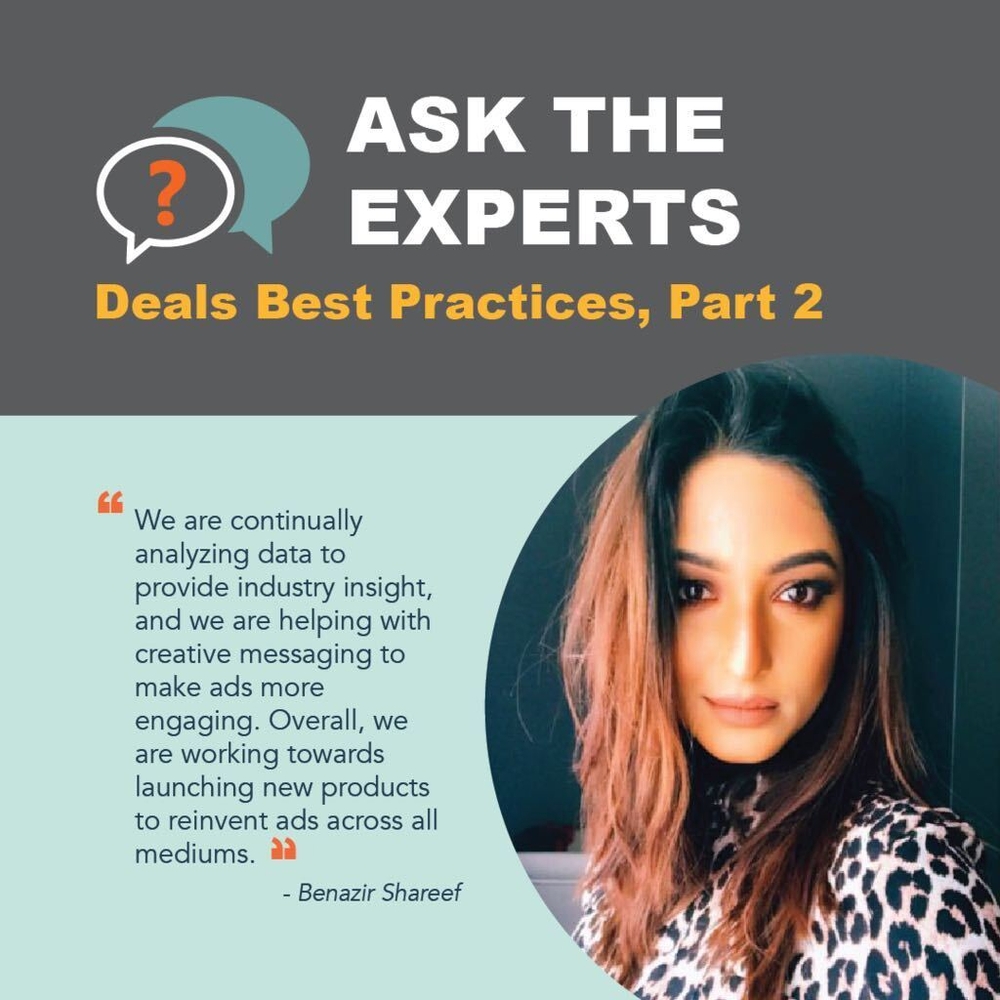 ?
ASK THE
EXPERTS
Deals Best Practices, Part 2
❝ We are continually
analyzing data to
provide industry insight,
and we are helping with
creative messaging to
make ads more
engaging. Overall, we
are working towards
launching new products
to reinvent ads across all
mediums. ❞
- Benazir Shareef